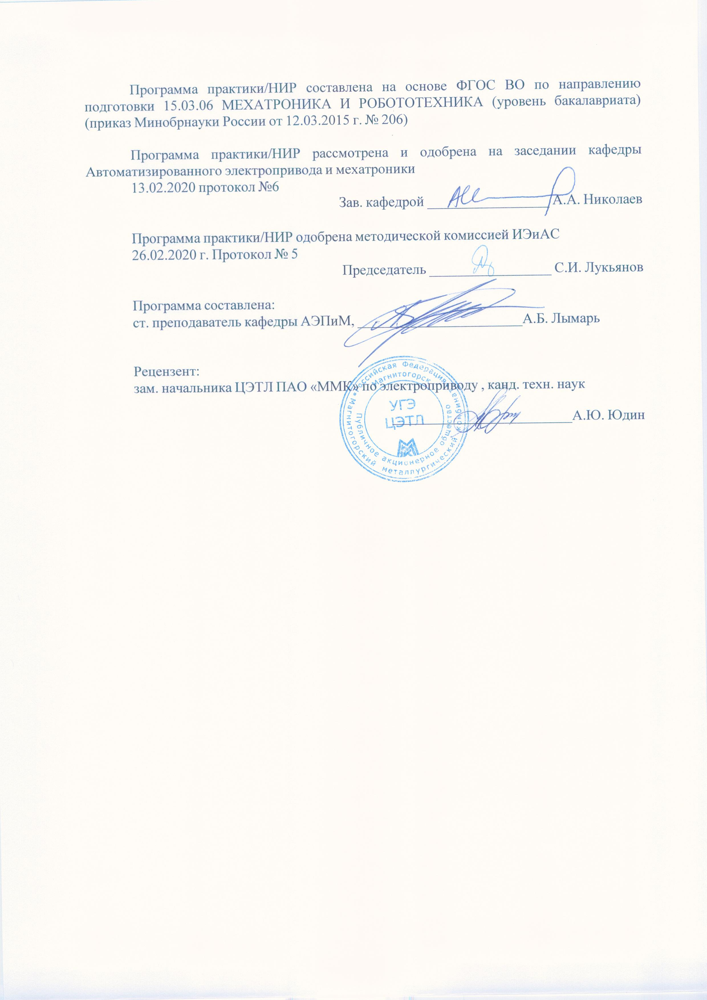 Программа практики/НИР составлена на основе ФГОС ВО по направлению
подготовки 15.03.06 МЕХАТРОНИКА И РОБОТОТЕХНИКА (уровень бакалавриата)
(приказ Минобрнауки России от 12.03.2015 г. № 206)
Программа практики/НИР рассмотрена и одобрена на заседании кафедры
Автоматизированного электропривода и мехатроники
13.02.2020 протокол №6
Зав. кафедрой А.А. Николаев
Программа практики/НИР одобрена методической комиссией ИЭиАС
26.02.2020 г. Протокол № 5
Председатель С.И. Лукьянов
Программа составлена:
ст. преподаватель кафедры АЭПиМ, А.Б. Лымарь
Рецензент:
зам. начальника ЦЭТЛ ПАО «ММК» по электроприводу , канд. техн. наук
А.Ю. Юдин
Российская Федерация
Магнитогорск
УГЭ
ЦЭТЛ
Публичное акционерное общество
*Магнитогорский металлургический комбинат